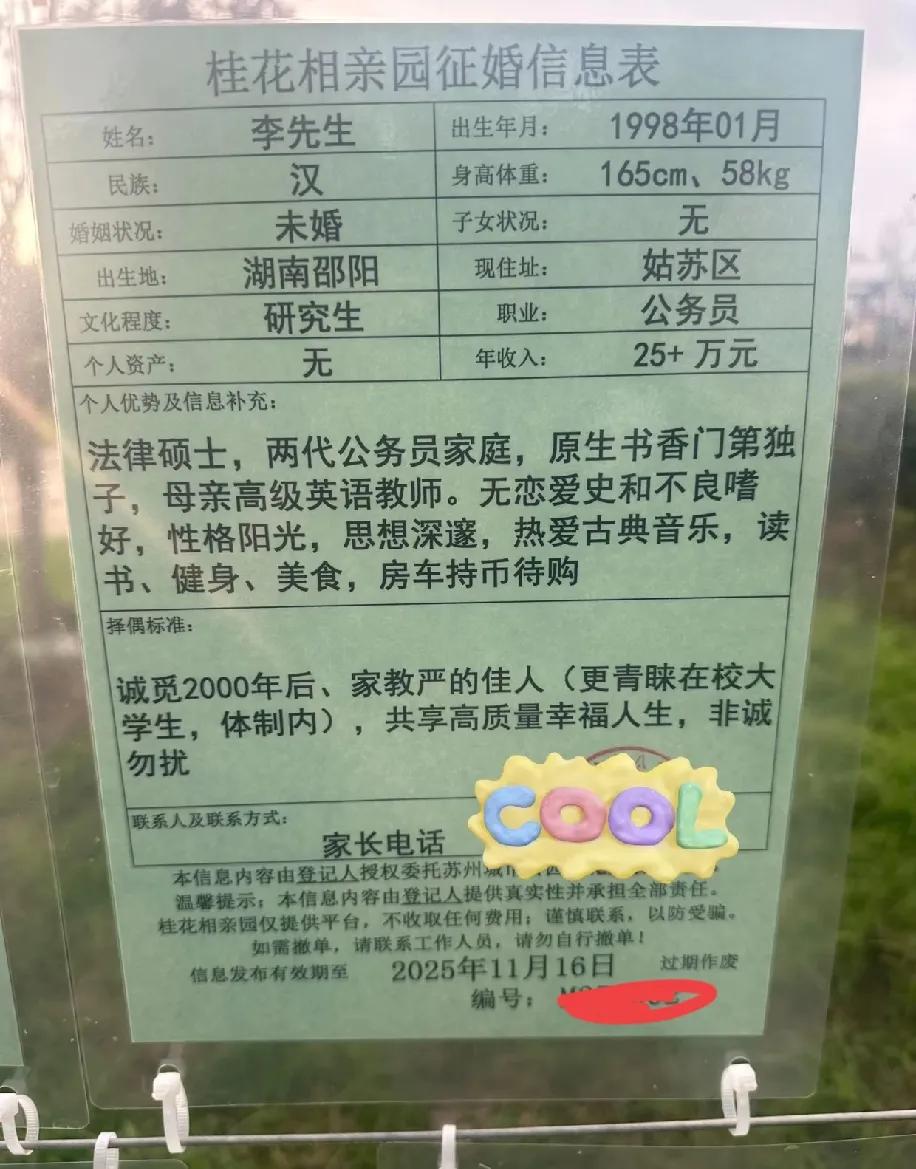 桂花相亲园征婚信息表
姓名： 李先生 出生年月： 1998年01月
民族： 汉 身高体重： 165cm、58kg
婚姻状况： 未婚 子女状况： 无
出生地： 湖南邵阳 现住址： 姑苏区
文化程度： 研究生 职业： 公务员
个人资产： 无 年收入： 25+ 万元
个人优势及信息补充：
法律硕士，两代公务员家庭，原生书香门第独
子，母亲高级英语教师。无恋爱史和不良嗜
好，性格阳光，思想深邃，热爱古典音乐，读
书、健身、美食，房车持币待购
择偶标准：
诚觅2000年后、家教严的佳人（更青睐在校大
学生，体制内），共享高质量幸福人生，非诚
勿扰
COOL
联系人及联系方式：
家长电话
本信息内容由登记人授权委托苏州城市
温馨提示；本信息内容由登记人提供真实性并承担全部责任。
桂花相亲园仅提供平台，不收取任何费用；谨慎联系，以防受骗。
如需撤单，请联系工作人员，请勿自行撤单！
信息发布有效期至 2025年11月16日 过期作废
编号：